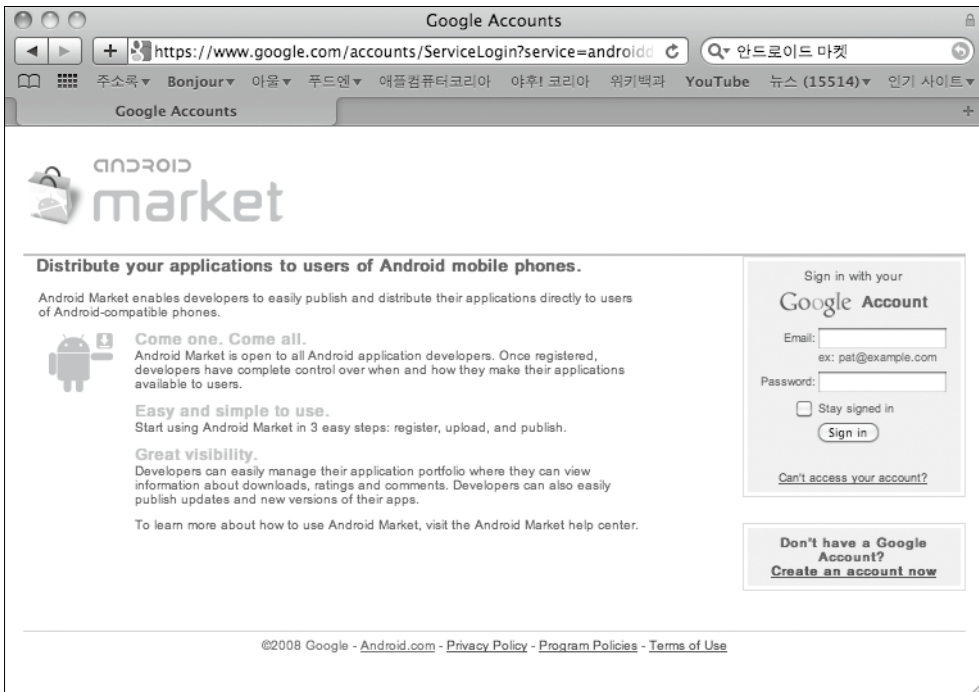 Google Accounts
https://www.google.com/accounts/ServiceLogin?service=androidd
안드로이드 마켓
주소록▾ Bonjour▾ 아울▾ 푸드엔▾ 애플컴퓨터코리아 야후! 코리아 위키백과 YouTube 뉴스 (15514)▾ 인기 사이트▾
Google Accounts
ANDROID
market
Distribute your applications to users of Android mobile phones.
Android Market enables developers to easily publish and distribute their applications directly to users
of Android-compatible phones.
Come one. Come all.
Android Market is open to all Android application developers. Once registered,
developers have complete control over when and how they make their applications
available to users.
Easy and simple to use.
Start using Android Market in 3 easy steps: register, upload, and publish.
Great visibility.
Developers can easily manage their application portfolio where they can view
information about downloads, ratings and comments. Developers can also easily
publish updates and new versions of their apps.
To learn more about how to use Android Market, visit the Android Market help center.
Sign in with your
Google Account
Email:
ex: pat@example.com
Password:
Stay signed in
Sign in
Can't access your account?
Don't have a Google
Account?
Create an account now
©2008 Google - Android.com - Privacy Policy - Program Policies - Terms of Use